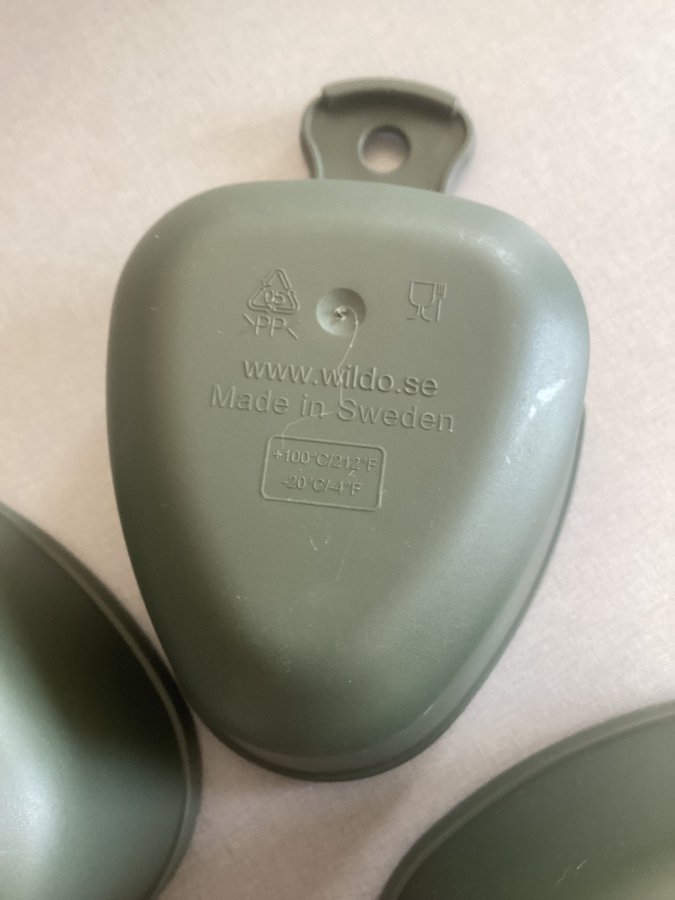 05
>PP<
www.wildo.se
Made in Sweden
+100°C/212°F
-20°C/-4°F